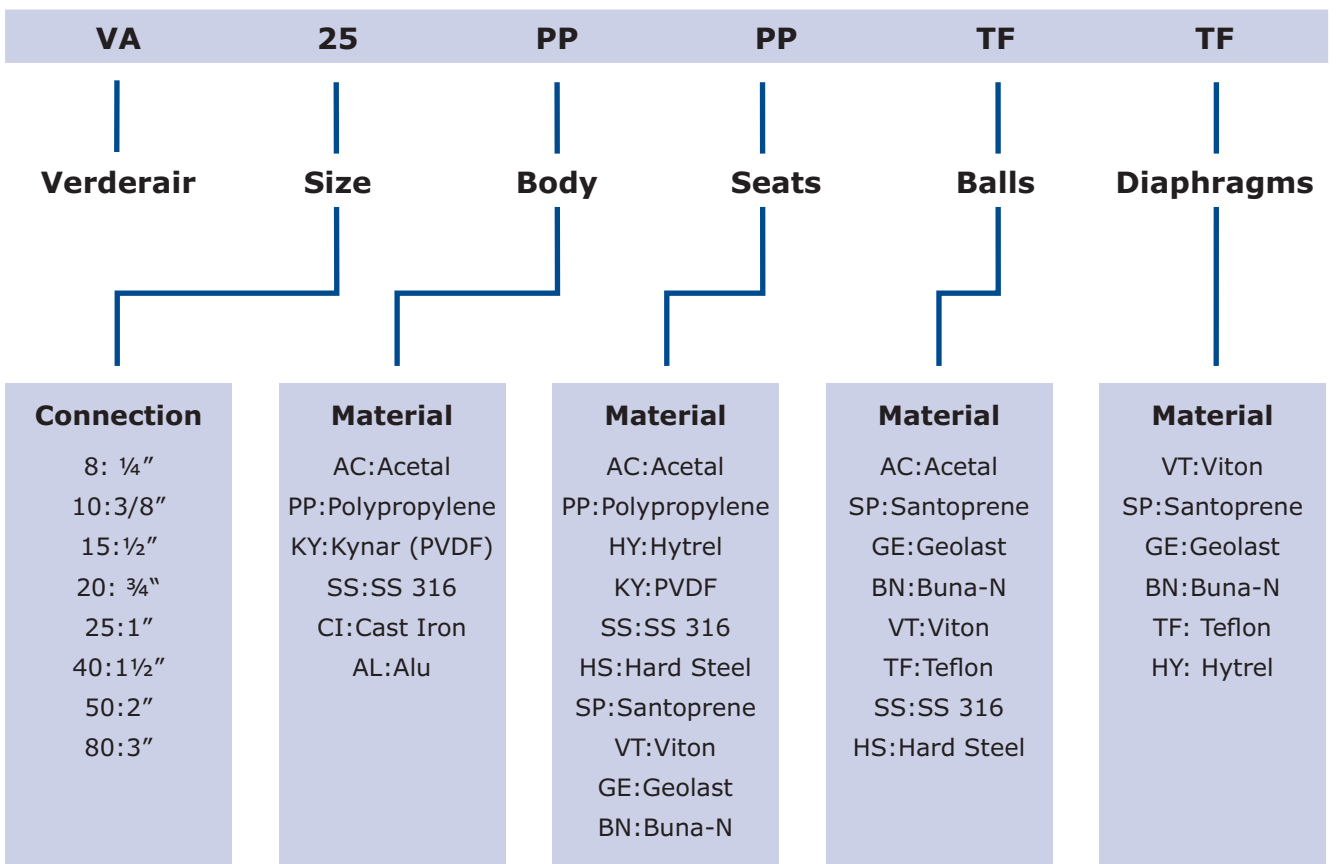 VA 25 PP PP TF TF
Verderair Size Body Seats Balls Diaphragms
Connection
8: ¼”
10:3/8”
15:½”
20: ¾“
25:1”
40:1½”
50:2”
80:3”
Material
AC:Acetal
PP:Polypropylene
KY:Kynar (PVDF)
SS:SS 316
CI:Cast Iron
AL:Alu
Material
AC:Acetal
PP:Polypropylene
HY:Hytrel
KY:PVDF
SS:SS 316
HS:Hard Steel
SP:Santoprene
VT:Viton
GE:Geolast
BN:Buna-N
Material
AC:Acetal
SP:Santoprene
GE:Geolast
BN:Buna-N
VT:Viton
TF:Teflon
SS:SS 316
HS:Hard Steel
Material
VT:Viton
SP:Santoprene
GE:Geolast
BN:Buna-N
TF: Teflon
HY: Hytrel